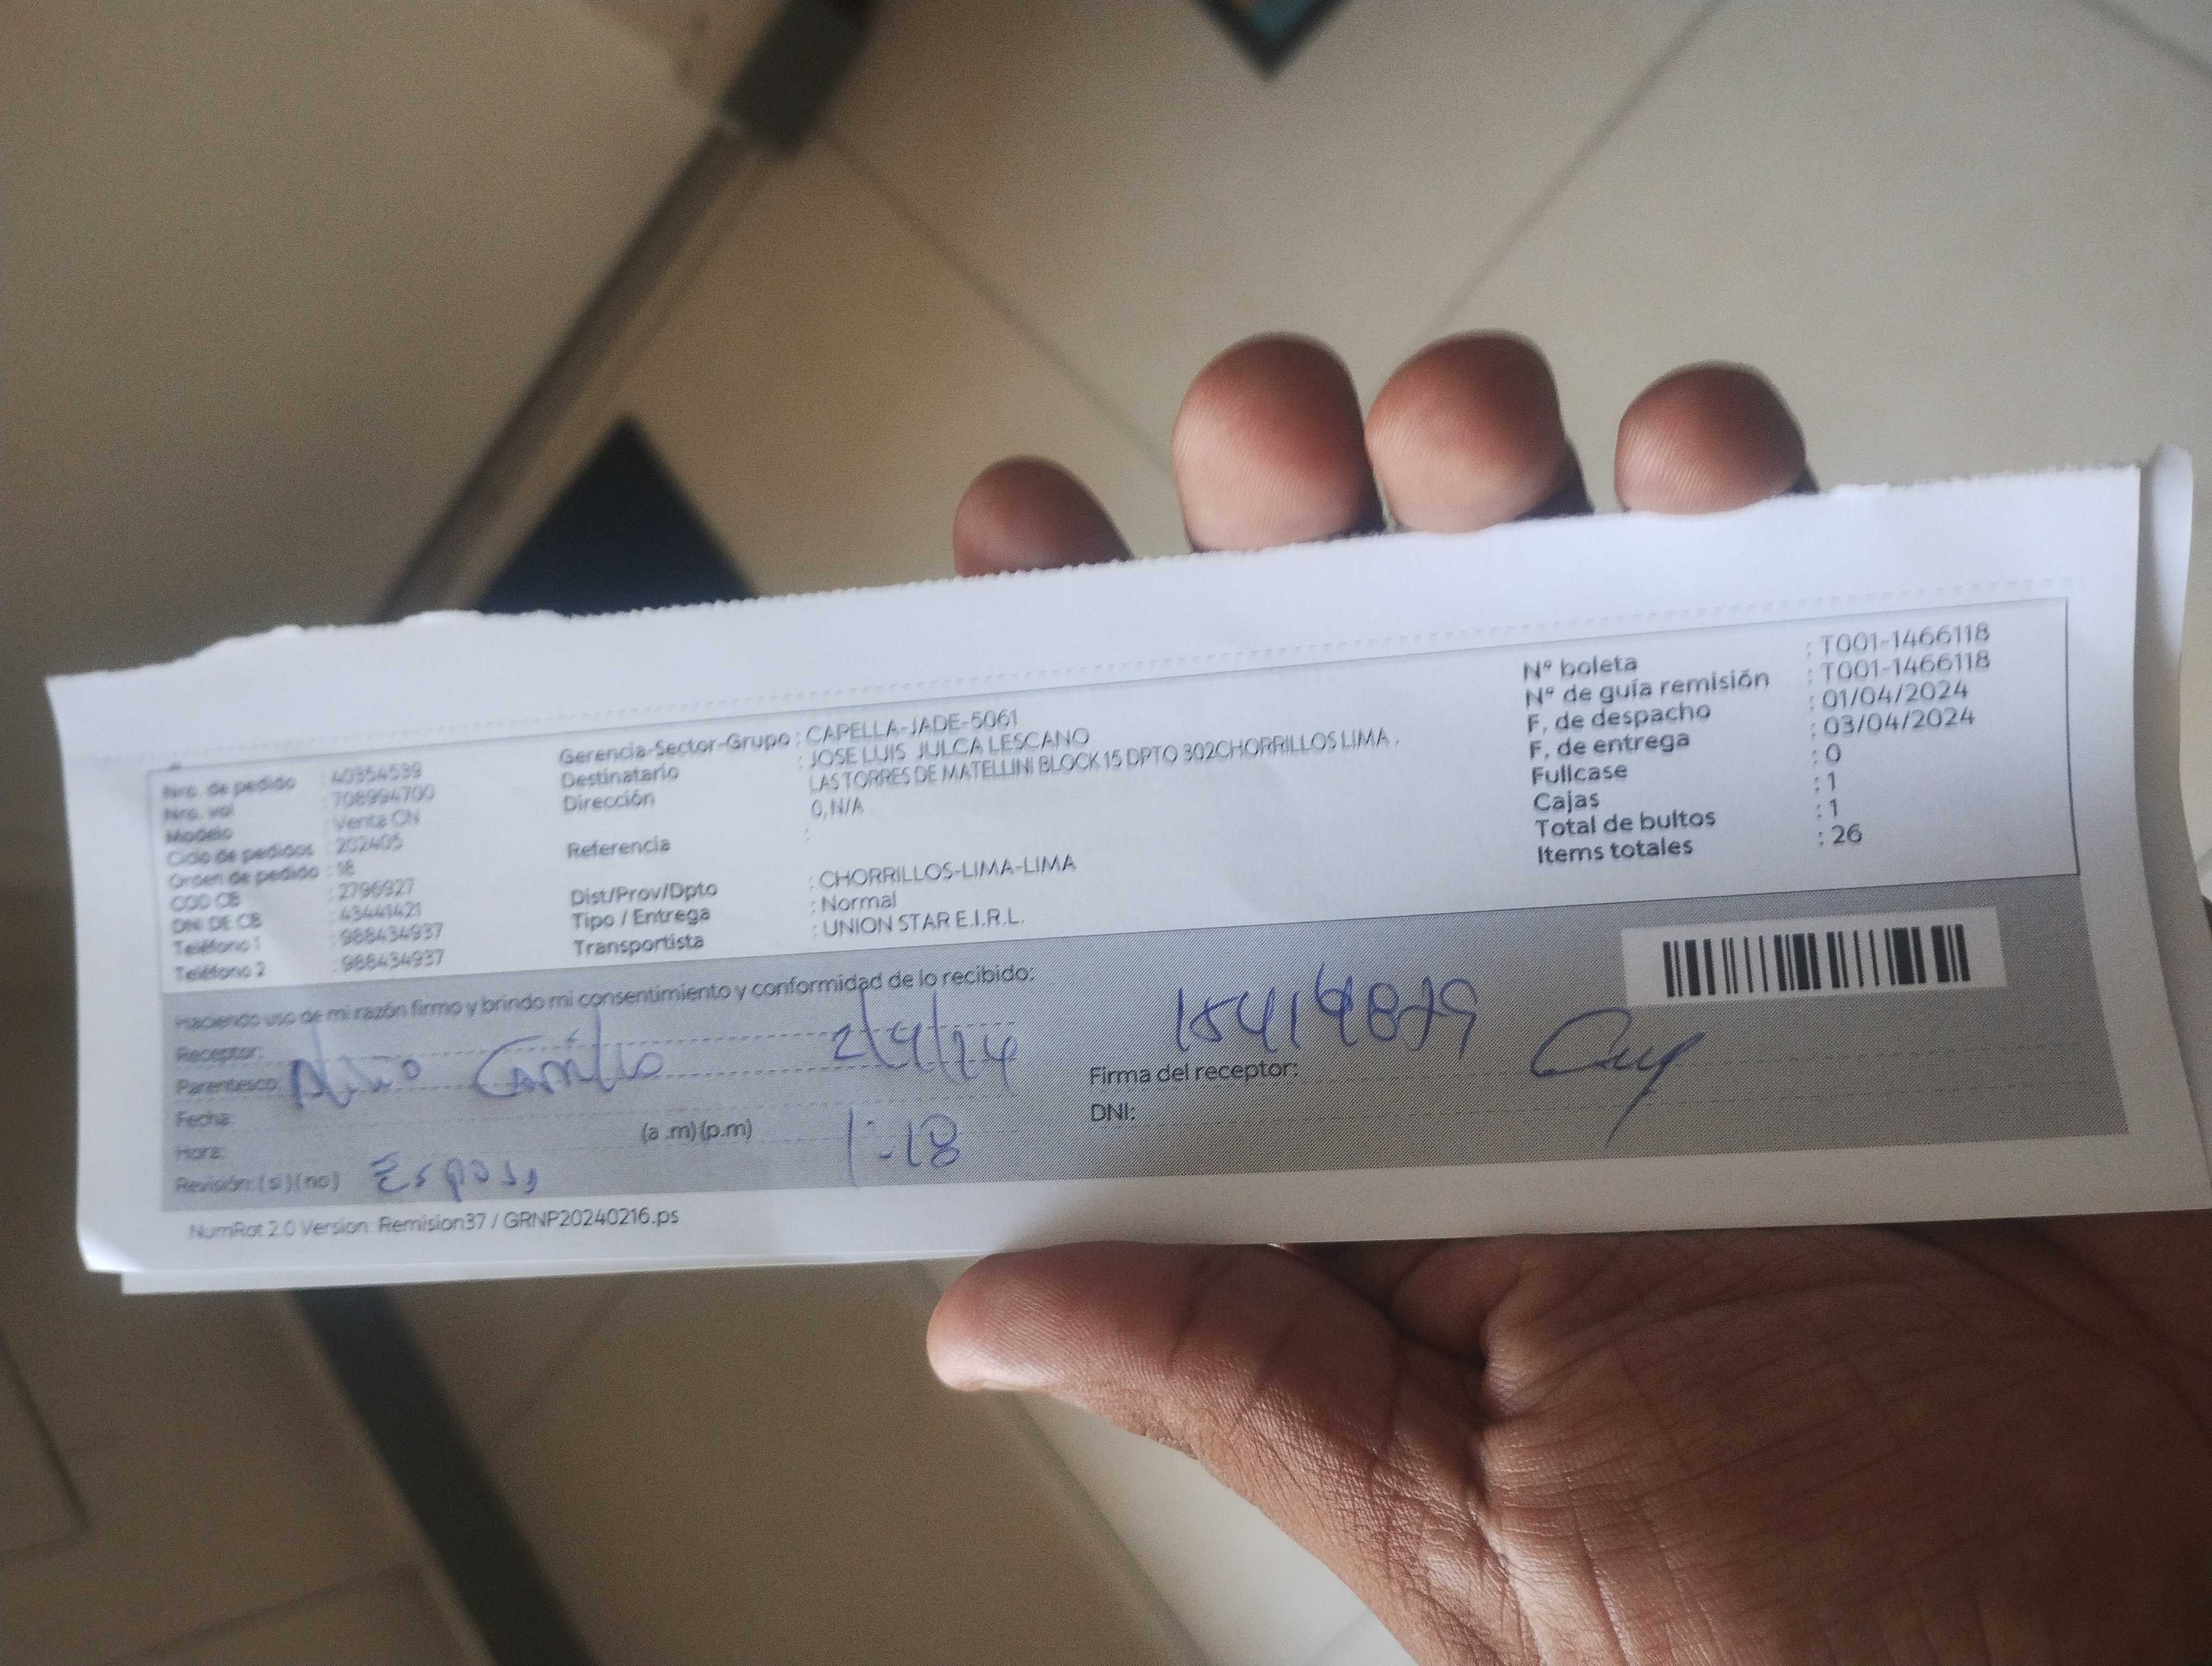 Nro. de pedido : 40354539
Nro. vol : 708994700
Modelo : Venta CN
Ciclo de pedidos : 202405
Orden de pedido : 18
COD CB : 2796927
DNI DE CB : 43441421
Teléfono 1 : 988434937
Teléfono 2 : 988434937
Gerencia-Sector-Grupo : CAPELLA-JADE-5061
Destinatario : JOSE LUIS JULCA LESCANO
Dirección : LAS TORRES DE MATELLINI BLOCK 15 DPTO 302CHORRILLOS LIMA ,
0, N/A
Referencia :
Dist/Prov/Dpto : CHORRILLOS-LIMA-LIMA
Tipo / Entrega : Normal
Transportista : UNION STAR E.I.R.L.
Nº boleta : T001-1466118
Nº de guía remisión : T001-1466118
F. de despacho : 01/04/2024
F. de entrega : 03/04/2024
Fullcase : 0
Cajas : 1
Total de bultos : 1
Items totales : 26
Haciendo uso de mi razón firmo y brindo mi consentimiento y conformidad de lo recibido:
Receptor:
Parentesco:
2/4/24
Fecha:
Hora: (a .m) (p.m) 1:18
Revisión: (si) (no) Esposo
Firma del receptor:
DNI:
NumRot 2.0 Version: Remision37 / GRNP20240216.ps